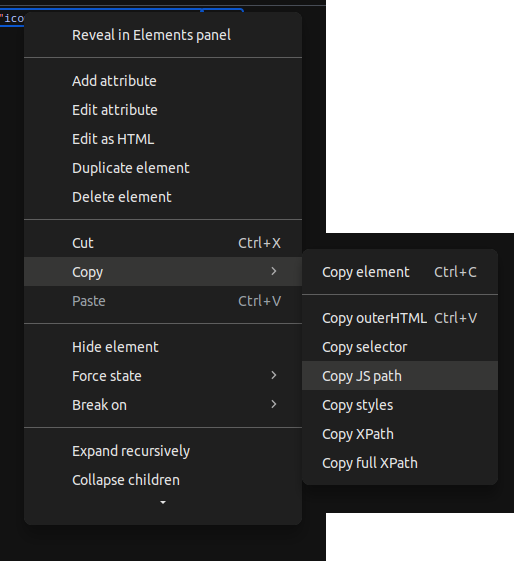 "ico
Reveal in Elements panel
Add attribute
Edit attribute
Edit as HTML
Duplicate element
Delete element
Cut Ctrl+X
Copy
Paste Ctrl+V
Hide element
Force state
Break on
Expand recursively
Collapse children
Copy element Ctrl+C
Copy outerHTML Ctrl+V
Copy selector
Copy JS path
Copy styles
Copy XPath
Copy full XPath